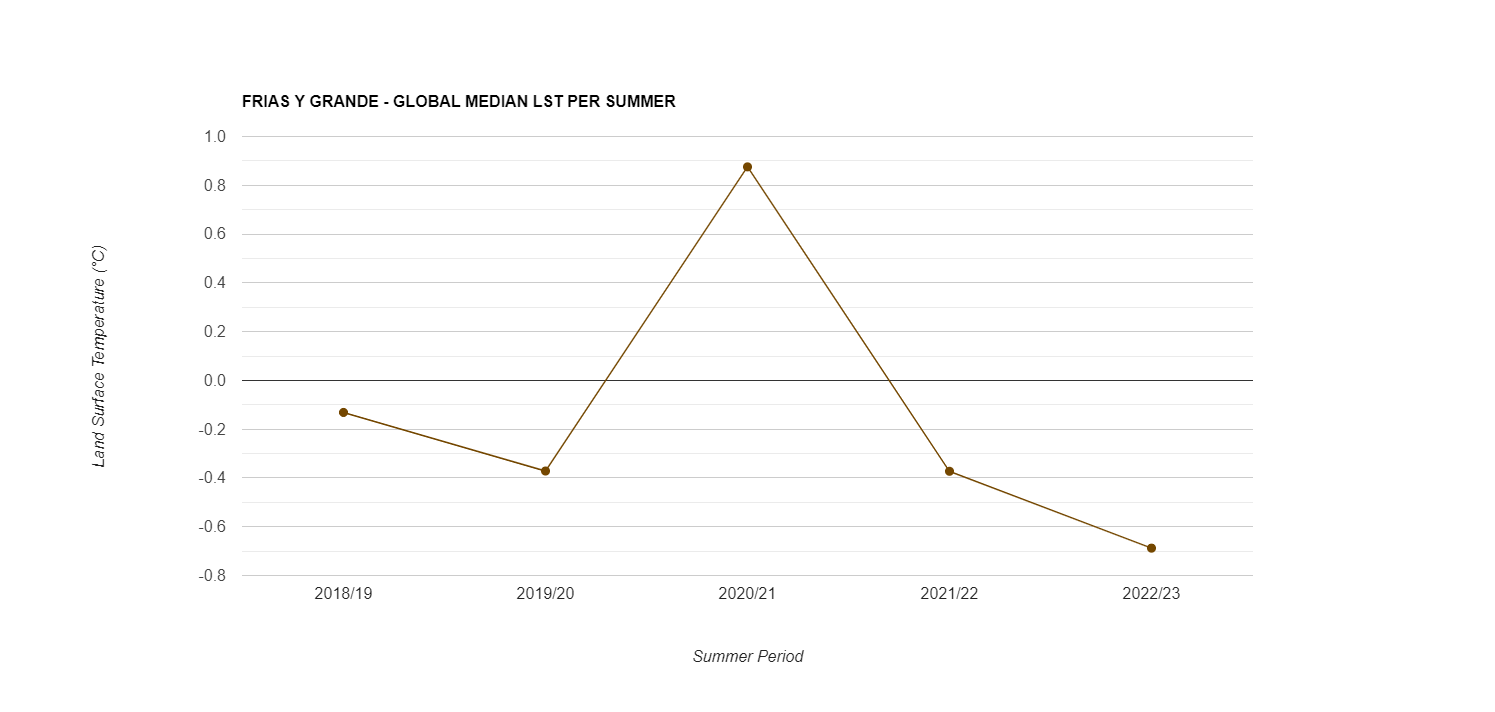 FRIAS Y GRANDE - GLOBAL MEDIAN LST PER SUMMER
1.0
0.8
0.6
0.4
0.2
0.0
-0.2
-0.4
-0.6
-0.8
Land Surface Temperature (°C)
2018/19 2019/20 2020/21 2021/22 2022/23
Summer Period